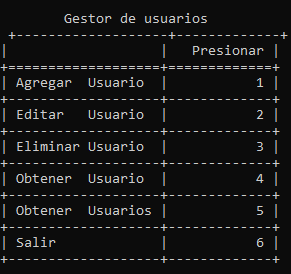 Gestor de usuarios
Presionar
Agregar Usuario 1
Editar Usuario 2
Eliminar Usuario 3
Obtener Usuario 4
Obtener Usuarios 5
Salir 6